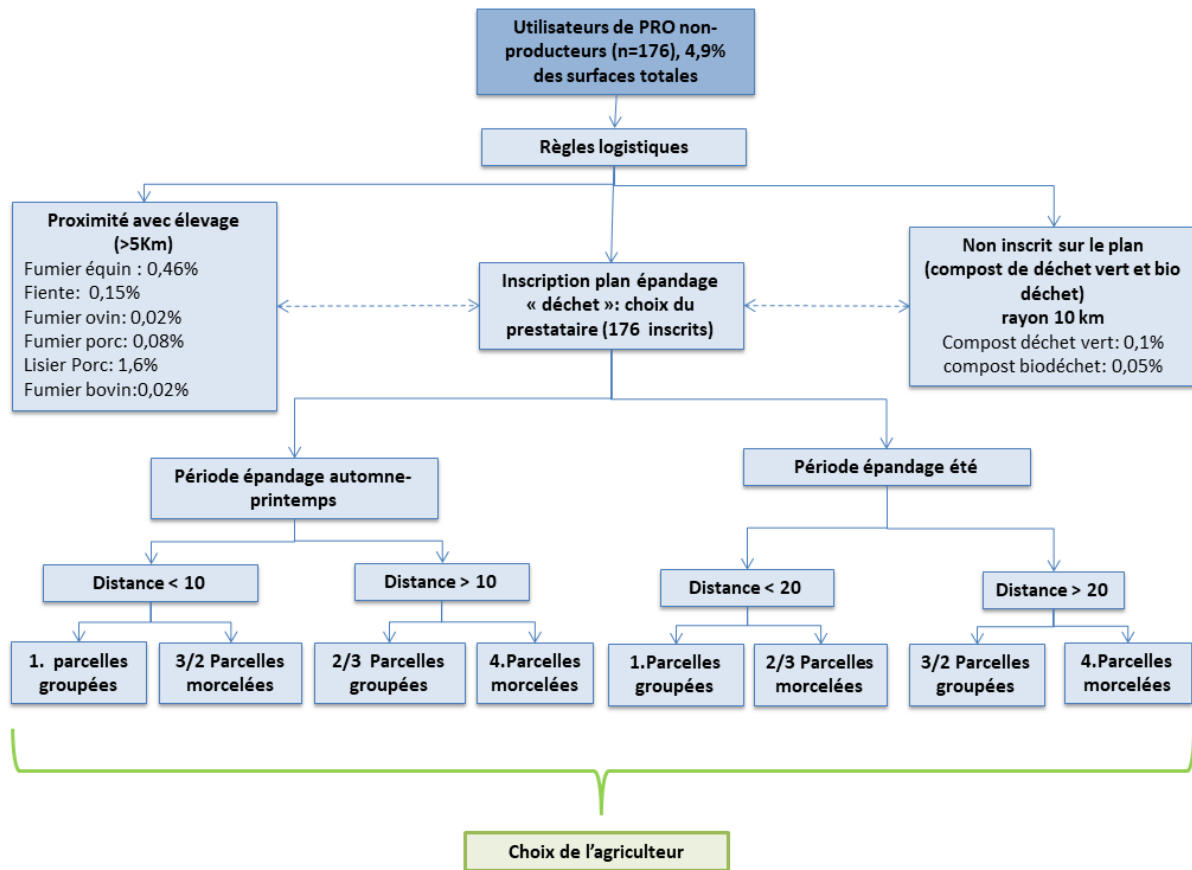 Utilisateurs de PRO non-
producteurs (n=176), 4,9%
des surfaces totales
Règles logistiques
Proximité avec élevage
(>5Km)
Fumier équin : 0,46%
Fiente: 0,15%
Fumier ovin: 0,02%
Fumier porc: 0,08%
Lisier Porc: 1,6%
Fumier bovin:0,02%
Inscription plan épandage
« déchet »: choix du
prestataire (176 inscrits)
Non inscrit sur le plan
(compost de déchet vert et bio
déchet)
rayon 10 km
Compost déchet vert: 0,1%
compost biodéchet: 0,05%
Période épandage automne-
printemps
Période épandage été
Distance < 10
Distance > 10
Distance < 20
Distance > 20
1. parcelles
groupées
3/2 Parcelles
morcelées
2/3 Parcelles
groupées
4.Parcelles
morcelées
1.Parcelles
groupées
2/3 Parcelles
morcelées
3/2 Parcelles
groupées
4.Parcelles
morcelées
Choix de l’agriculteur